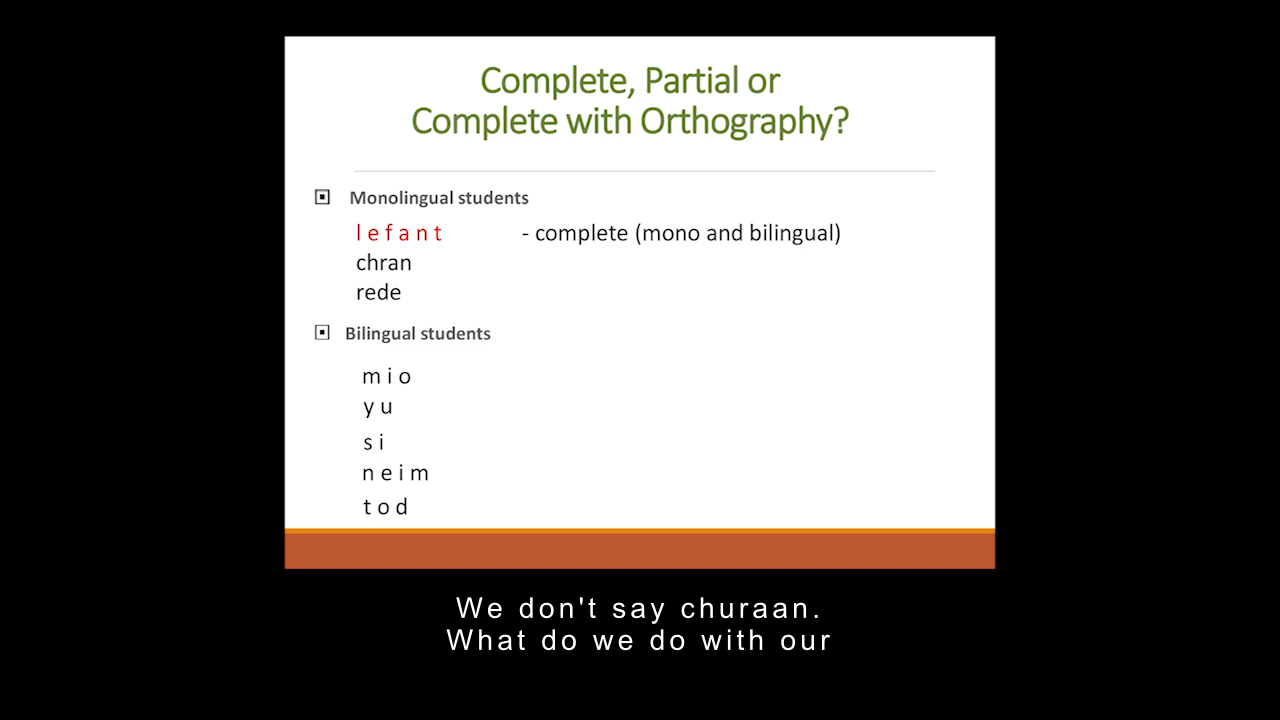 Complete, Partial or
Complete with Orthography?
Monolingual students
l e f a n t - complete (mono and bilingual)
chran
rede
Bilingual students
m i o
y u
s i
n e i m
t o d
We don't say churaan.
What do we do with our